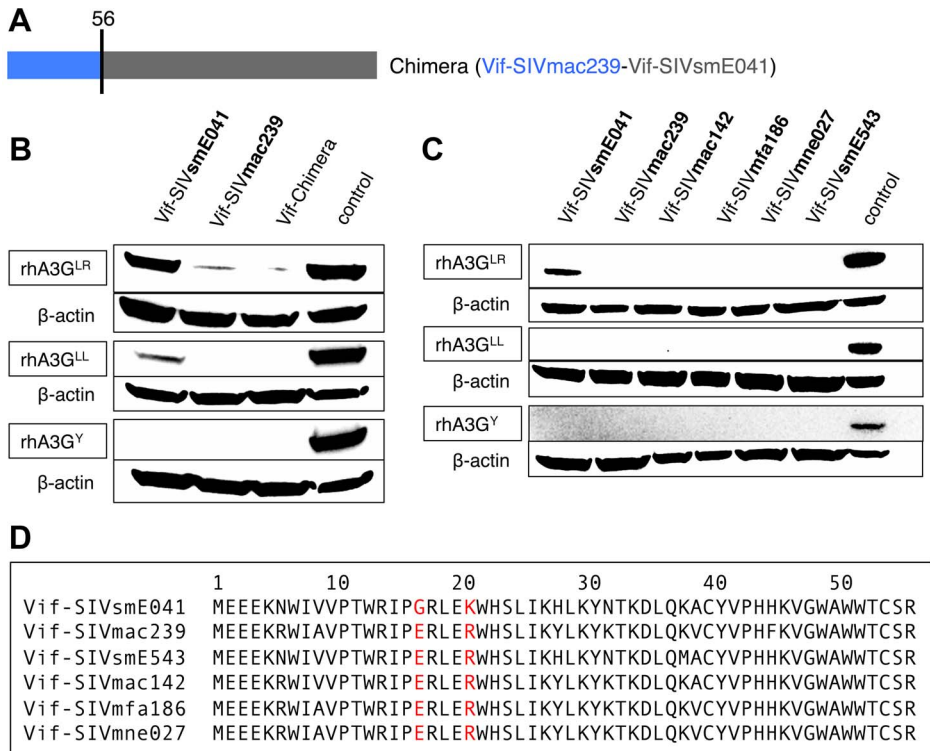 A
56
Chimera (Vif-SIVmac239-Vif-SIVsmE041)
B
Vif-SIVsmE041
Vif-SIVmac239
Vif-Chimera
control
rhA3GLR
β-actin
rhA3GLL
β-actin
rhA3GY
β-actin
C
Vif-SIVsmE041
Vif-SIVmac239
Vif-SIVmac142
Vif-SIVmfa186
Vif-SIVmne027
Vif-SIVsmE543
control
rhA3GLR
β-actin
rhA3GLL
β-actin
rhA3GY
β-actin
D
1 10 20 30 40 50
Vif-SIVsmE041 MEEEKNWIVVPTWRIPGRLEKWHSLIKHLKYNTKDLQKACYVPHHKVGWAWWTCSR
Vif-SIVmac239 MEEEKRWIAVPTWRIPERLERWHSLIKYLKYKTKDLQKVCYVPHFKVGWAWWTCSR
Vif-SIVsmE543 MEEEKNWIVVPTWRIPERLERWHSLIKHLKYNTKDLQMACYVPHHKVGWAWWTCSR
Vif-SIVmac142 MEEEKRWIAVPTWRIPERLERWHSLIKYLKYKTKDLQKVCYVPHHKVGWAWWTCSR
Vif-SIVmfa186 MEEEKRWIAVPTWRIPERLERWHSLIKYLKYKTKDLQKVCYVPHHKVGWAWWTCSR
Vif-SIVmne027 MEEEKRWIAVPTWRIPERLERWHSLIKYLKYKTKDLQKVCYVPHHKVGWAWWTCSR